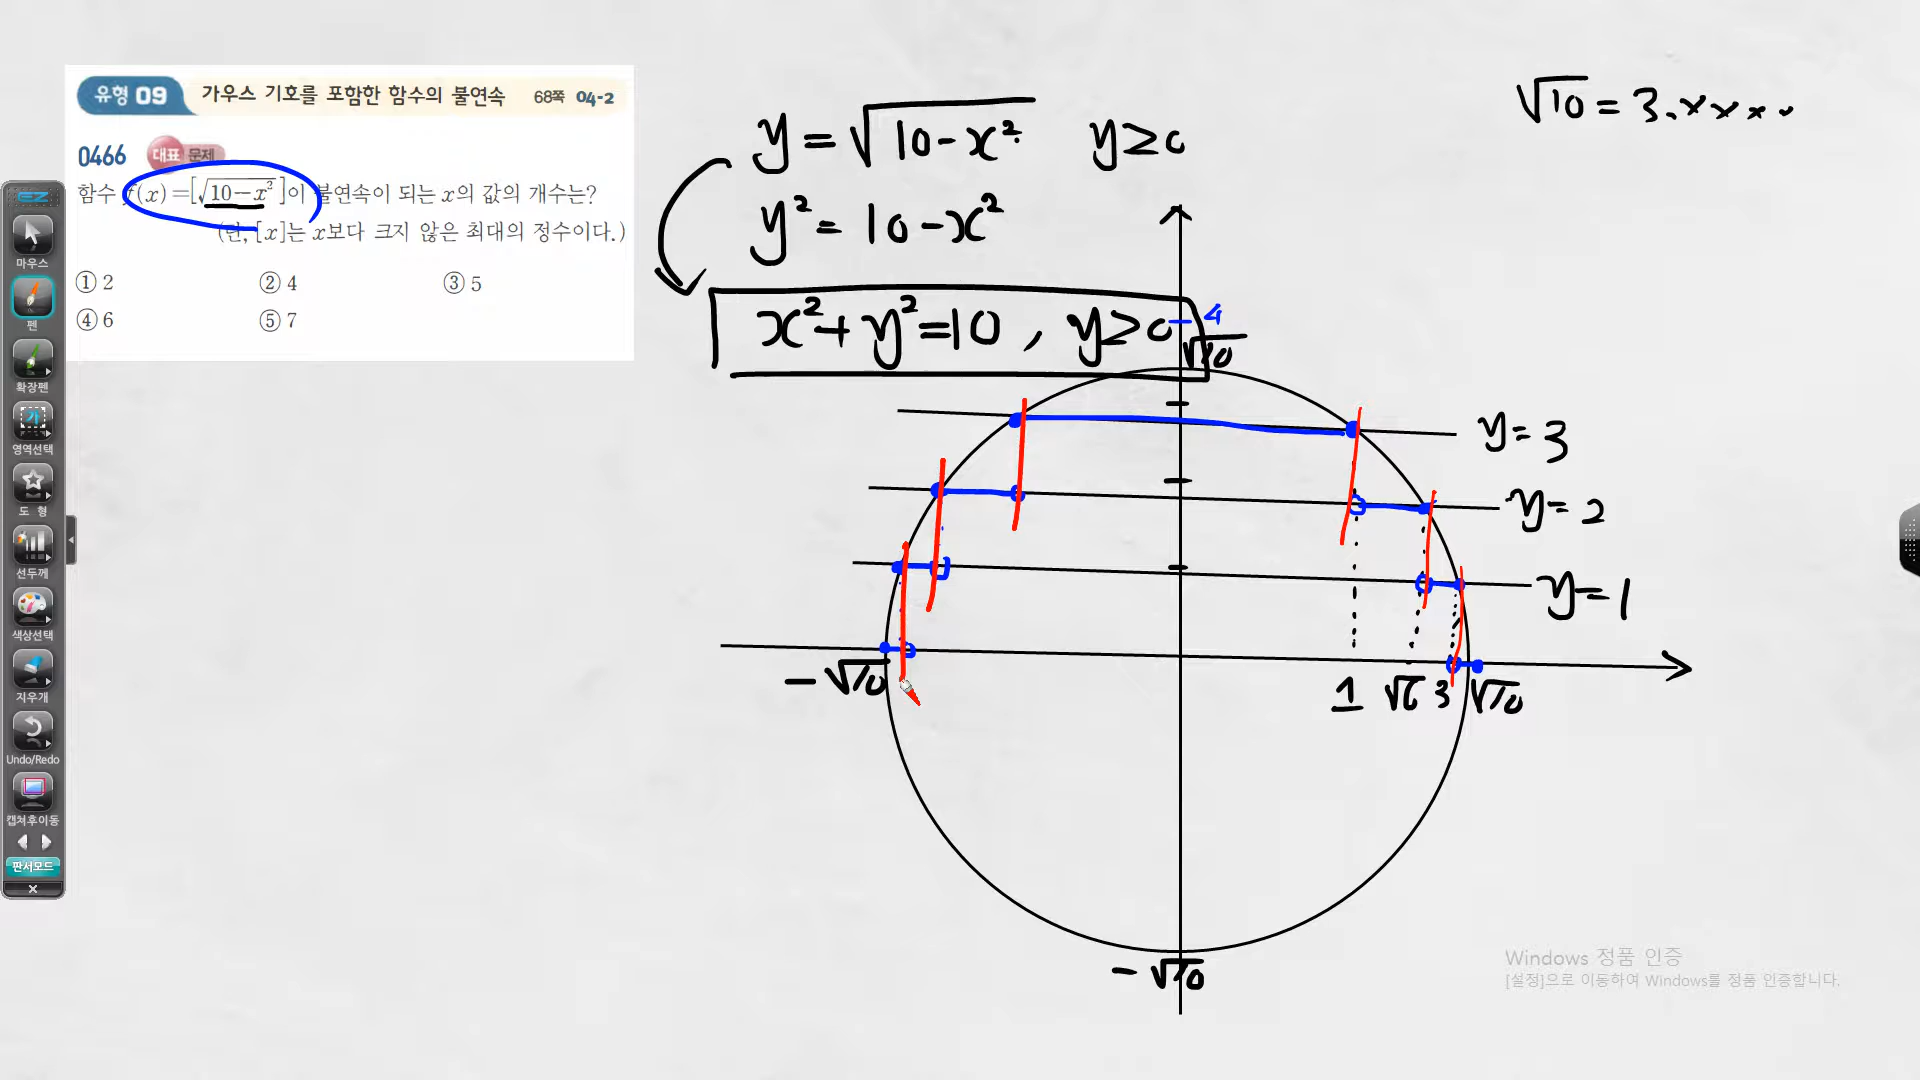 유형 09 가우스 기호를 포함한 함수의 불연속 68쪽 04-2
0466 대표 문제
함수 f(x)=[√10-x²]이 불연속이 되는 x의 값의 개수는?
(단, [x]는 x보다 크지 않은 최대의 정수이다.)
① 2 ② 4 ③ 5
④ 6 ⑤ 7
y = √10-x² y≥0
y² = 10-x²
x²+y²=10, y≥0
√10 = 3.××××
4
√10
y=3
y=2
y=1
-√10
1 √6 3 √10
-√10
EZ
마우스
펜
확장펜
가
영역선택
도 형
선두께
색상선택
지우개
Undo/Redo
캡쳐후이동
판서모드
x
Windows 정품 인증
[설정]으로 이동하여 Windows를 정품 인증합니다.